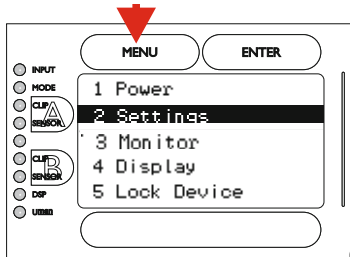 MENU ENTER
INPUT
MODE
CLIP
A
SENSOR
CLIP
B
SENSOR
DSP
1 Power
2 Settings
3 Monitor
4 Display
5 Lock Device